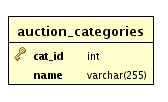 auction_categories
cat_id int
name varchar(255)